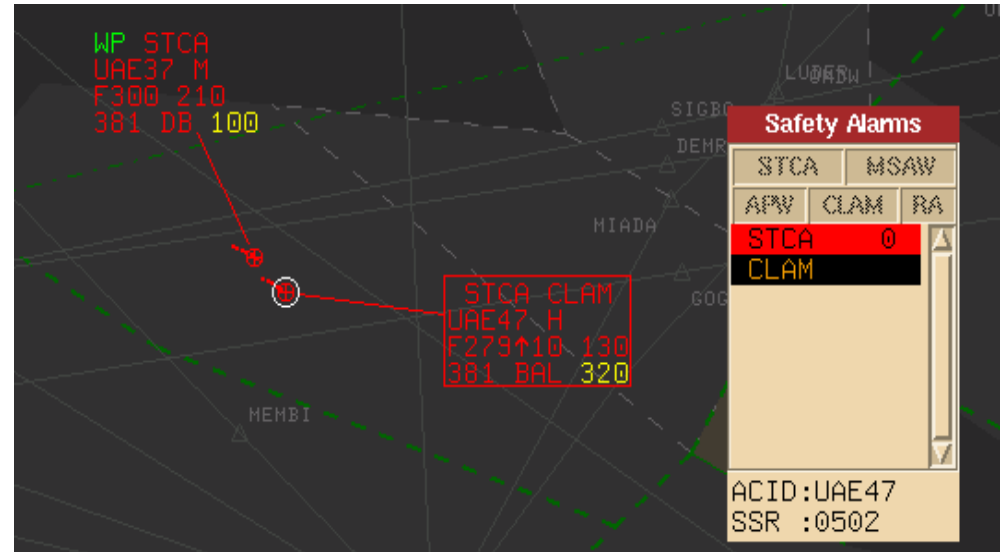 WP STCA
UAE37 M
F300 210
381 DB 100
SIGBO
DEMR
MIADA
GOG
MEMBI
STCA CLAM
UAE47 H
F279↑10 130
381 BAL 320
Safety Alarms
STCA MSAW
APW CLAM RA
STCA 0
CLAM
ACID:UAE47
SSR :0502